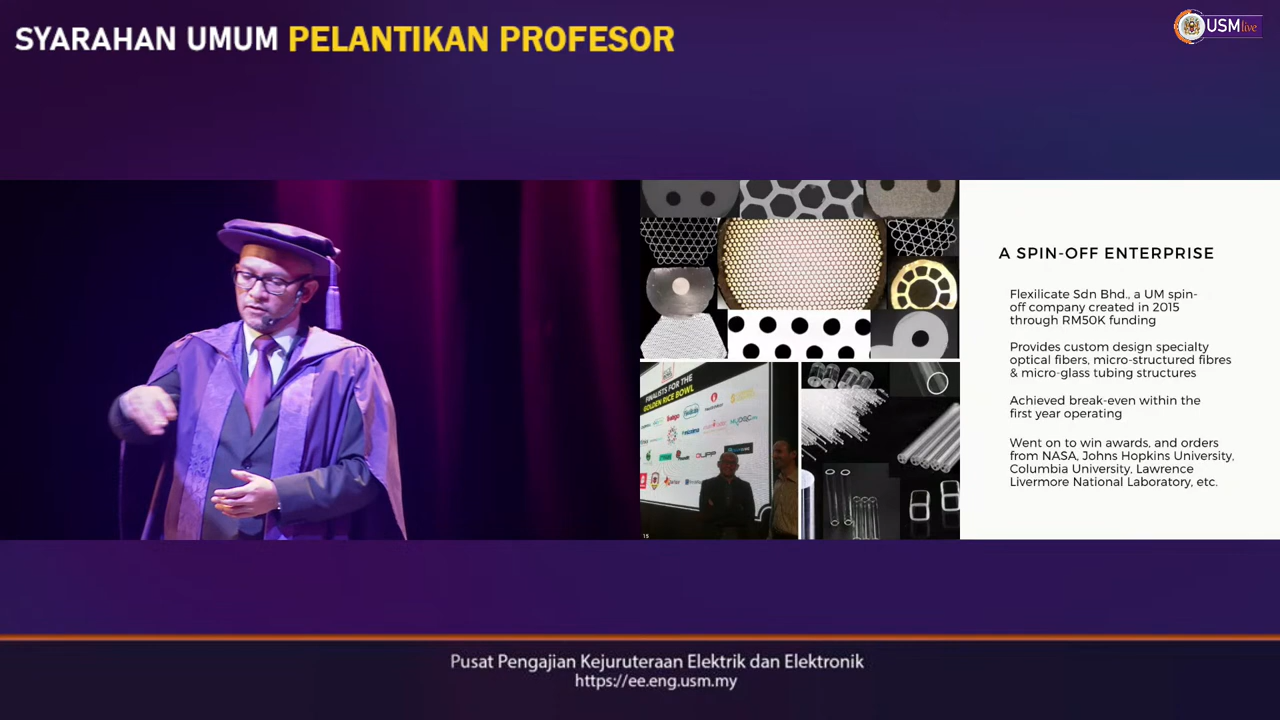 SYARAHAN UMUM PELANTIKAN PROFESOR
USM live
A SPIN-OFF ENTERPRISE
Flexilicate Sdn Bhd., a UM spin-
off company created in 2015
through RM50K funding
Provides custom design specialty
optical fibers, micro-structured fibres
& micro-glass tubing structures
Achieved break-even within the
first year operating
Went on to win awards, and orders
from NASA, Johns Hopkins University,
Columbia University, Lawrence
Livermore National Laboratory, etc.
FINALISTS FOR THE
GOLDEN RICE BOWL
15
Pusat Pengajian Kejuruteraan Elektrik dan Elektronik
https://ee.eng.usm.my